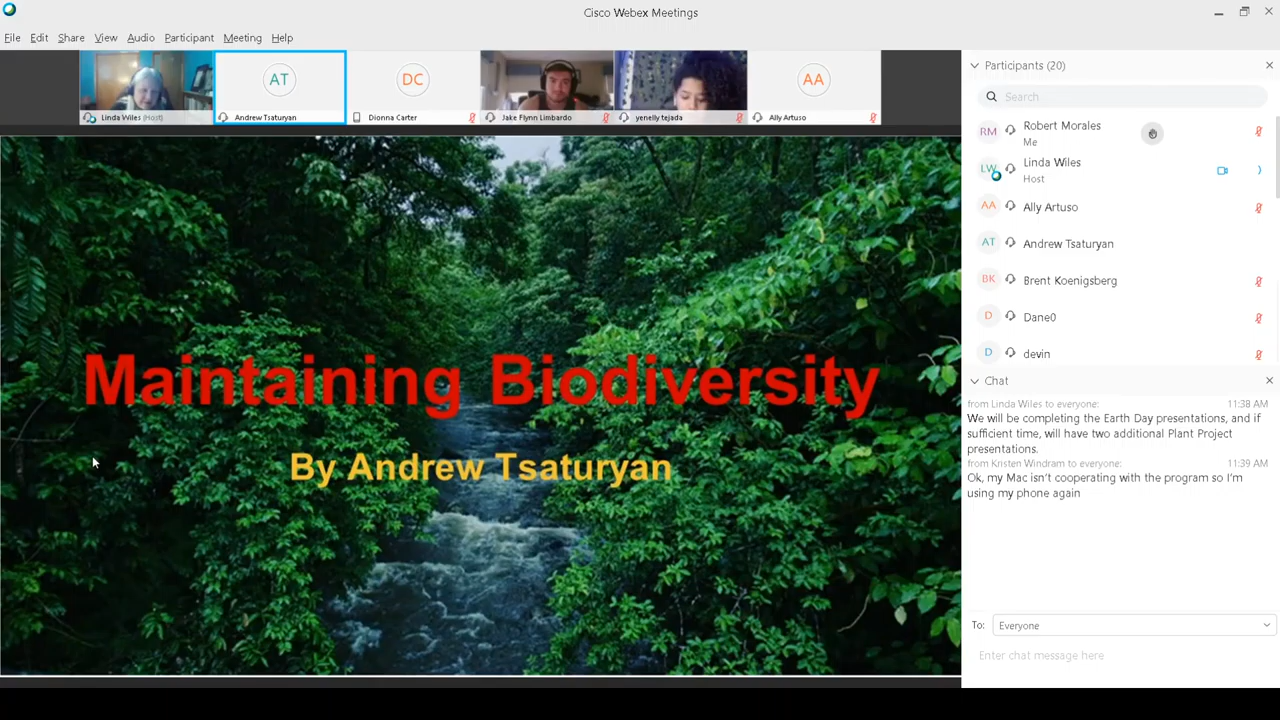 Cisco Webex Meetings
File Edit Share View Audio Participant Meeting Help
Linda Wiles (Host)
AT
Andrew Tsaturyan
DC
Dionna Carter
Jake Flynn Limbardo
yenelly tejada
AA
Ally Artuso
Maintaining Biodiversity
By Andrew Tsaturyan
Participants (20)
Search
RM Robert Morales
Me
LW Linda Wiles
Host
AA Ally Artuso
AT Andrew Tsaturyan
BK Brent Koenigsberg
D Dane0
D devin
Chat
from Linda Wiles to everyone: 11:38 AM
We will be completing the Earth Day presentations, and if
sufficient time, will have two additional Plant Project
presentations.
from Kristen Windram to everyone: 11:39 AM
Ok, my Mac isn't cooperating with the program so I'm
using my phone again
To: Everyone
Enter chat message here